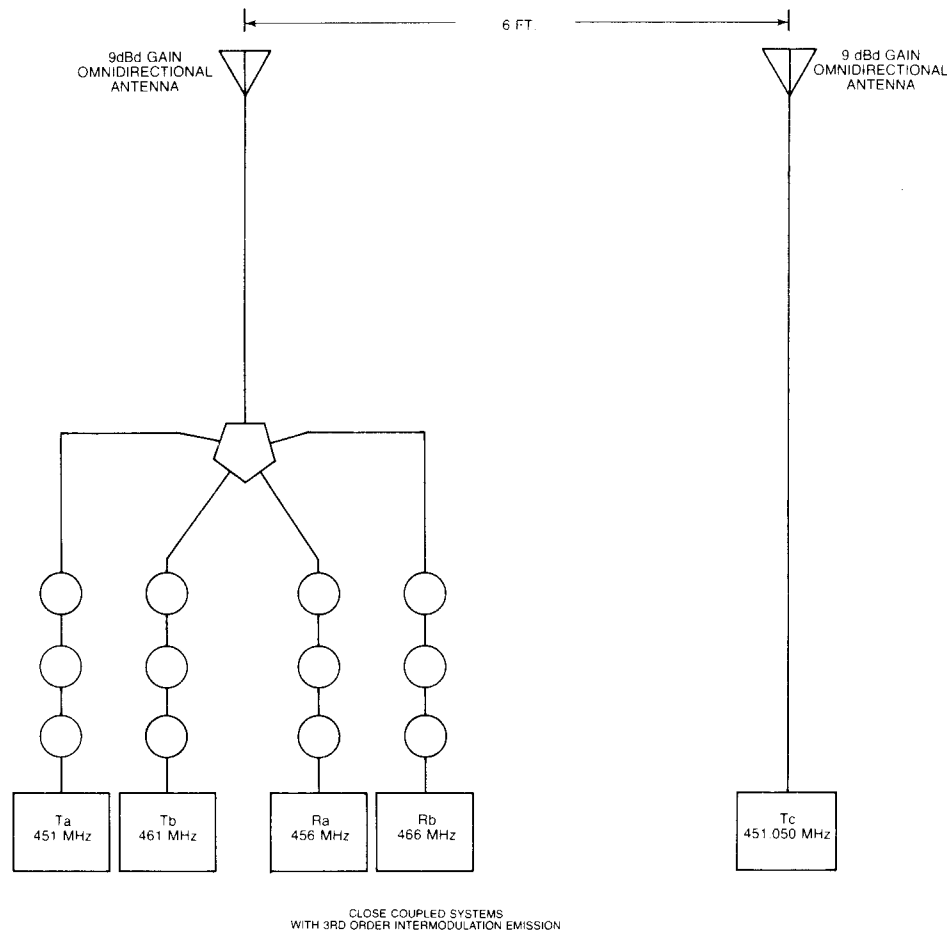 6 FT.
9dBd GAIN
OMNIDIRECTIONAL
ANTENNA
9 dBd GAIN
OMNIDIRECTIONAL
ANTENNA
Ta
451 MHz
Tb
461 MHz
Ra
456 MHz
Rb
466 MHz
Tc
451.050 MHz
CLOSE COUPLED SYSTEMS
WITH 3RD ORDER INTERMODULATION EMISSION